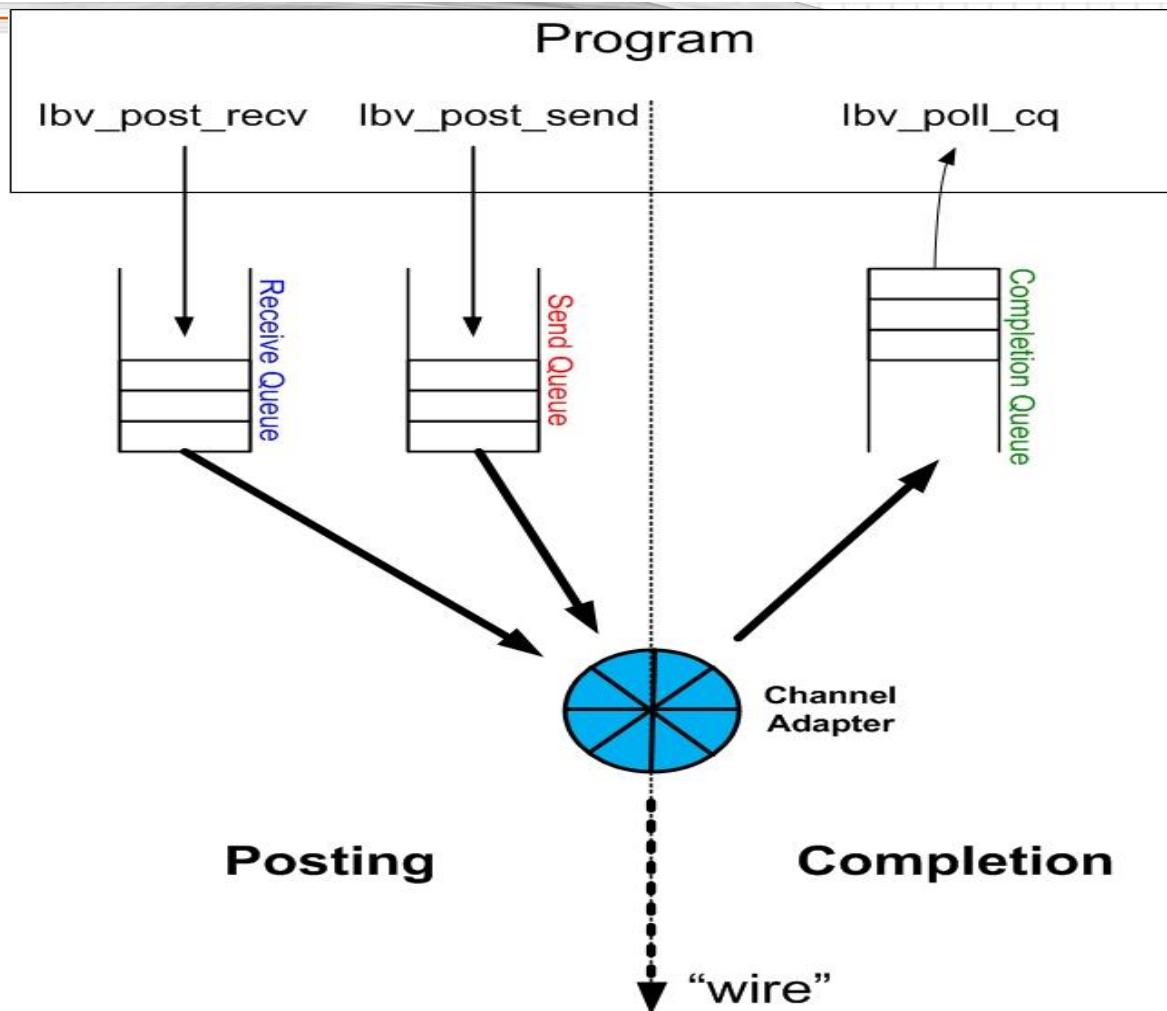 Program
Ibv_post_recv
Ibv_post_send
Ibv_poll_cq
Receive Queue
Send Queue
Completion Queue
Channel
Adapter
Posting
Completion
“wire”